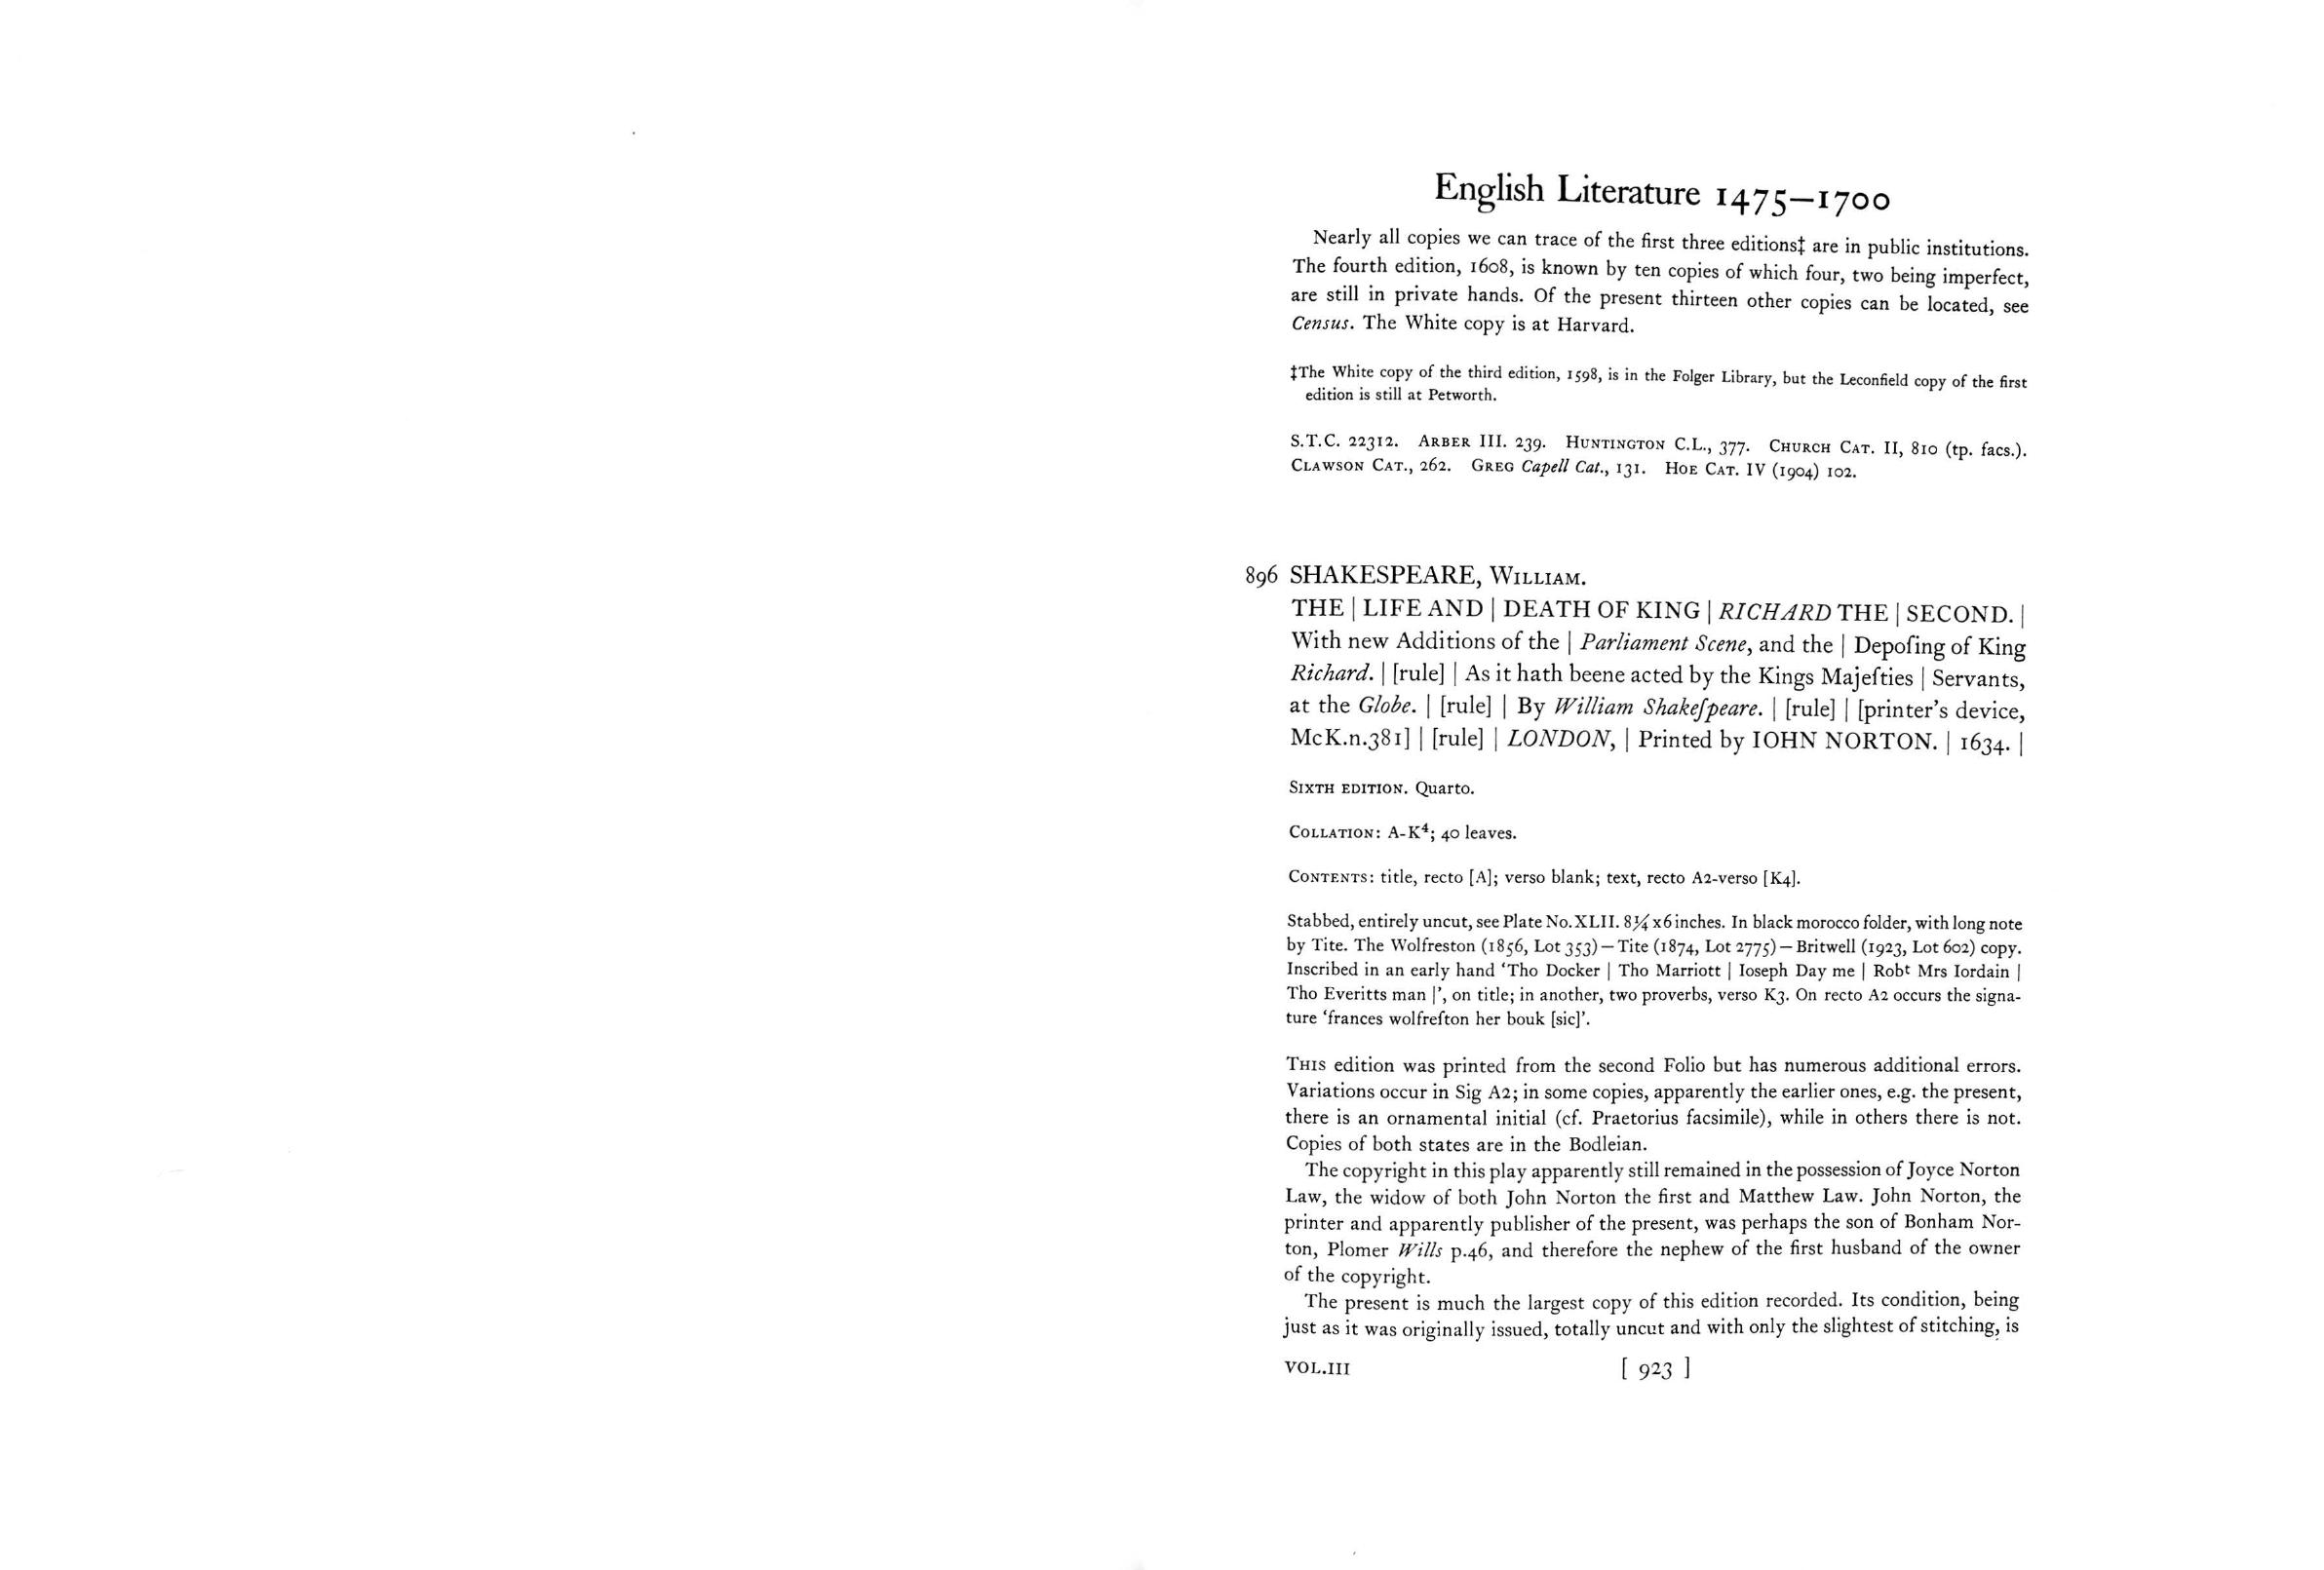 English Literature 1475–1700
Nearly all copies we can trace of the first three editions‡ are in public institutions.
The fourth edition, 1608, is known by ten copies of which four, two being imperfect,
are still in private hands. Of the present thirteen other copies can be located, see
Census. The White copy is at Harvard.
‡The White copy of the third edition, 1598, is in the Folger Library, but the Leconfield copy of the first
edition is still at Petworth.
S.T.C. 22312. ARBER III. 239. HUNTINGTON C.L., 377. CHURCH CAT. II, 810 (tp. facs.).
CLAWSON CAT., 262. GREG Capell Cat., 131. HOE CAT. IV (1904) 102.
896 SHAKESPEARE, WILLIAM.
THE | LIFE AND | DEATH OF KING | RICHARD THE | SECOND. |
With new Additions of the | Parliament Scene, and the | Depoſing of King
Richard. | [rule] | As it hath beene acted by the Kings Majeſties | Servants,
at the Globe. | [rule] | By William Shakeſpeare. | [rule] | [printer's device,
McK.n.381] | [rule] | LONDON, | Printed by IOHN NORTON. | 1634. |
SIXTH EDITION. Quarto.
COLLATION: A-K⁴; 40 leaves.
CONTENTS: title, recto [A]; verso blank; text, recto A2-verso [K4].
Stabbed, entirely uncut, see Plate No.XLII. 8¼ x 6 inches. In black morocco folder, with long note
by Tite. The Wolfreston (1856, Lot 353) — Tite (1874, Lot 2775) — Britwell (1923, Lot 602) copy.
Inscribed in an early hand 'Tho Docker | Tho Marriott | Ioseph Day me | Robᵗ Mrs Iordain |
Tho Everitts man |', on title; in another, two proverbs, verso K3. On recto A2 occurs the signa-
ture 'frances wolfreſton her bouk [sic]'.
THIS edition was printed from the second Folio but has numerous additional errors.
Variations occur in Sig A2; in some copies, apparently the earlier ones, e.g. the present,
there is an ornamental initial (cf. Praetorius facsimile), while in others there is not.
Copies of both states are in the Bodleian.
The copyright in this play apparently still remained in the possession of Joyce Norton
Law, the widow of both John Norton the first and Matthew Law. John Norton, the
printer and apparently publisher of the present, was perhaps the son of Bonham Nor-
ton, Plomer Wills p.46, and therefore the nephew of the first husband of the owner
of the copyright.
The present is much the largest copy of this edition recorded. Its condition, being
just as it was originally issued, totally uncut and with only the slightest of stitching, is
VOL.III [ 923 ]